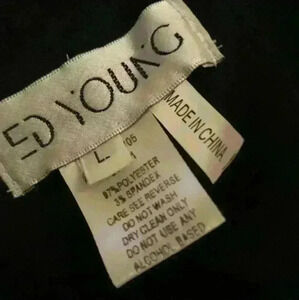 ED YOUNG
L
MADE IN CHINA
97%POLYESTER
3% SPANDEX
CARE SEE REVERSE
DO NOT WASH
DRY CLEAN ONLY
DO NOT USE ANY
ALCOHOL BASED